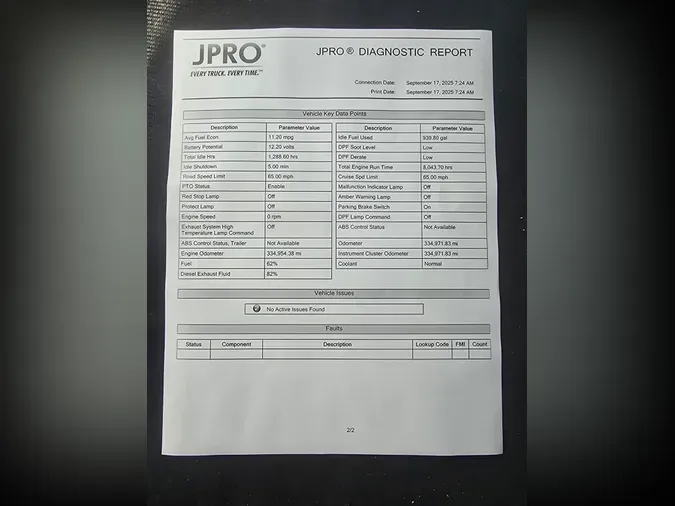 JPRO®
EVERY TRUCK. EVERY TIME.™
JPRO® DIAGNOSTIC REPORT
Connection Date: September 17, 2025 7:24 AM
Print Date: September 17, 2025 7:24 AM
Vehicle Key Data Points
Description Parameter Value
Avg Fuel Econ. 11.20 mpg
Battery Potential 12.20 volts
Total Idle Hrs 1,288.60 hrs
Idle Shutdown 5.00 min
Road Speed Limit 65.00 mph
PTO Status Enable
Red Stop Lamp Off
Protect Lamp Off
Engine Speed 0 rpm
Exhaust System High Off
Temperature Lamp Command
ABS Control Status, Trailer Not Available
Engine Odometer 334,954.38 mi
Fuel 62%
Diesel Exhaust Fluid 82%
Description Parameter Value
Idle Fuel Used 939.80 gal
DPF Soot Level Low
DPF Derate Low
Total Engine Run Time 8,043.70 hrs
Cruise Spd Limit 65.00 mph
Malfunction Indicator Lamp Off
Amber Warning Lamp Off
Parking Brake Switch On
DPF Lamp Command Off
ABS Control Status Not Available
Odometer 334,971.83 mi
Instrument Cluster Odometer 334,971.83 mi
Coolant Normal
Vehicle Issues
No Active Issues Found
Faults
Status Component Description Lookup Code FMI Count
2/2